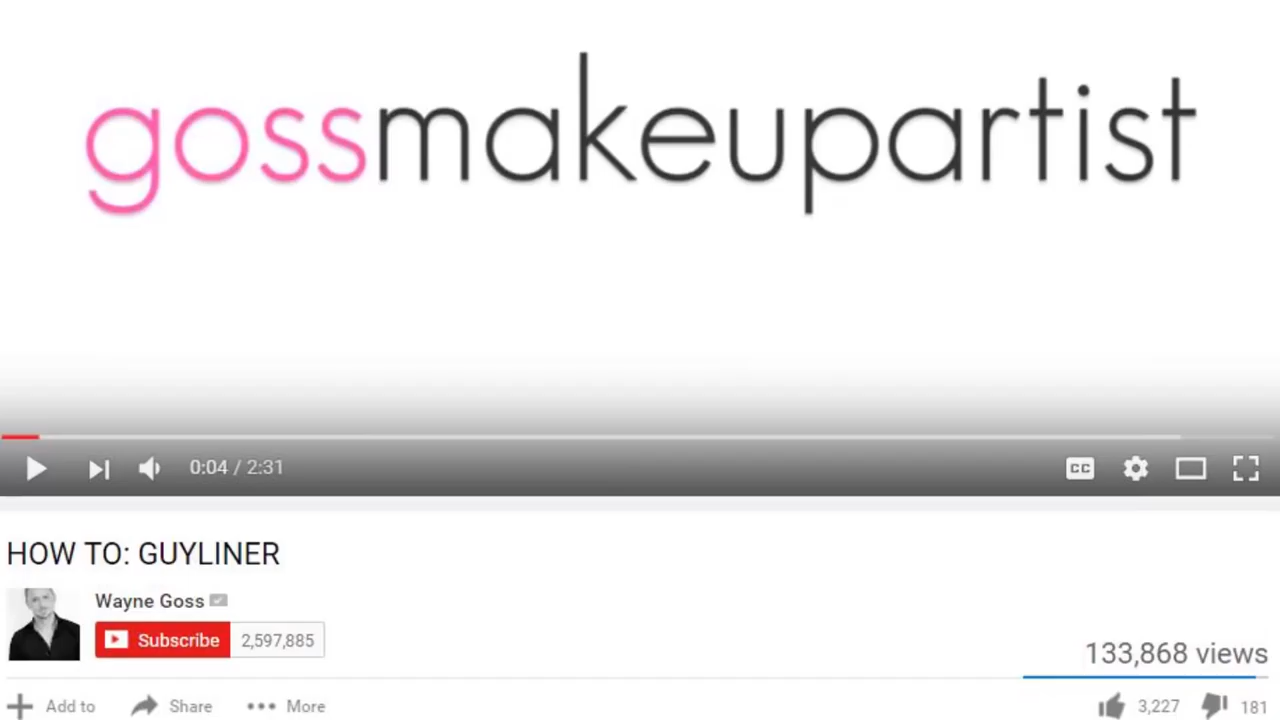 gossmakeupartist
0:04 / 2:31
CC
HOW TO: GUYLINER
Wayne Goss
Subscribe 2,597,885
133,868 views
Add to Share More
3,227 181